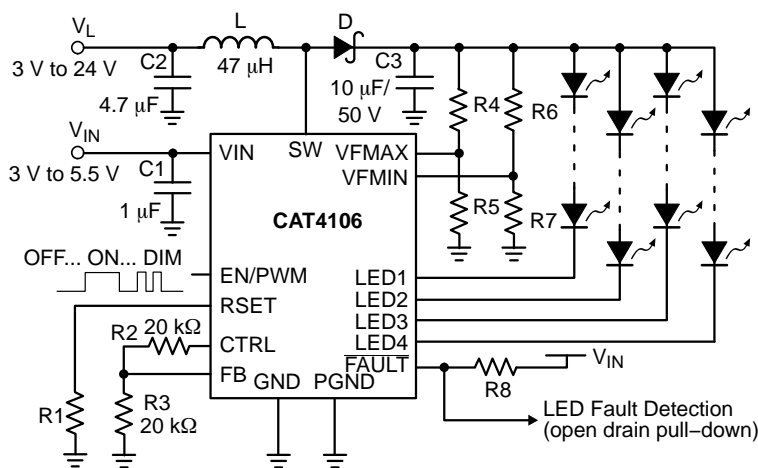 V_L
L
D
3 V to 24 V
C2
4.7 μF
47 μH
C3
10 μF/
50 V
R4
R6
V_IN
3 V to 5.5 V
C1
1 μF
VIN
SW
VFMAX
VFMIN
CAT4106
R5
R7
OFF... ON... DIM
EN/PWM
RSET
LED1
LED2
LED3
LED4
R2
20 kΩ
CTRL
FB
GND
PGND
FAULT
R8
V_IN
R1
R3
20 kΩ
LED Fault Detection
(open drain pull−down)